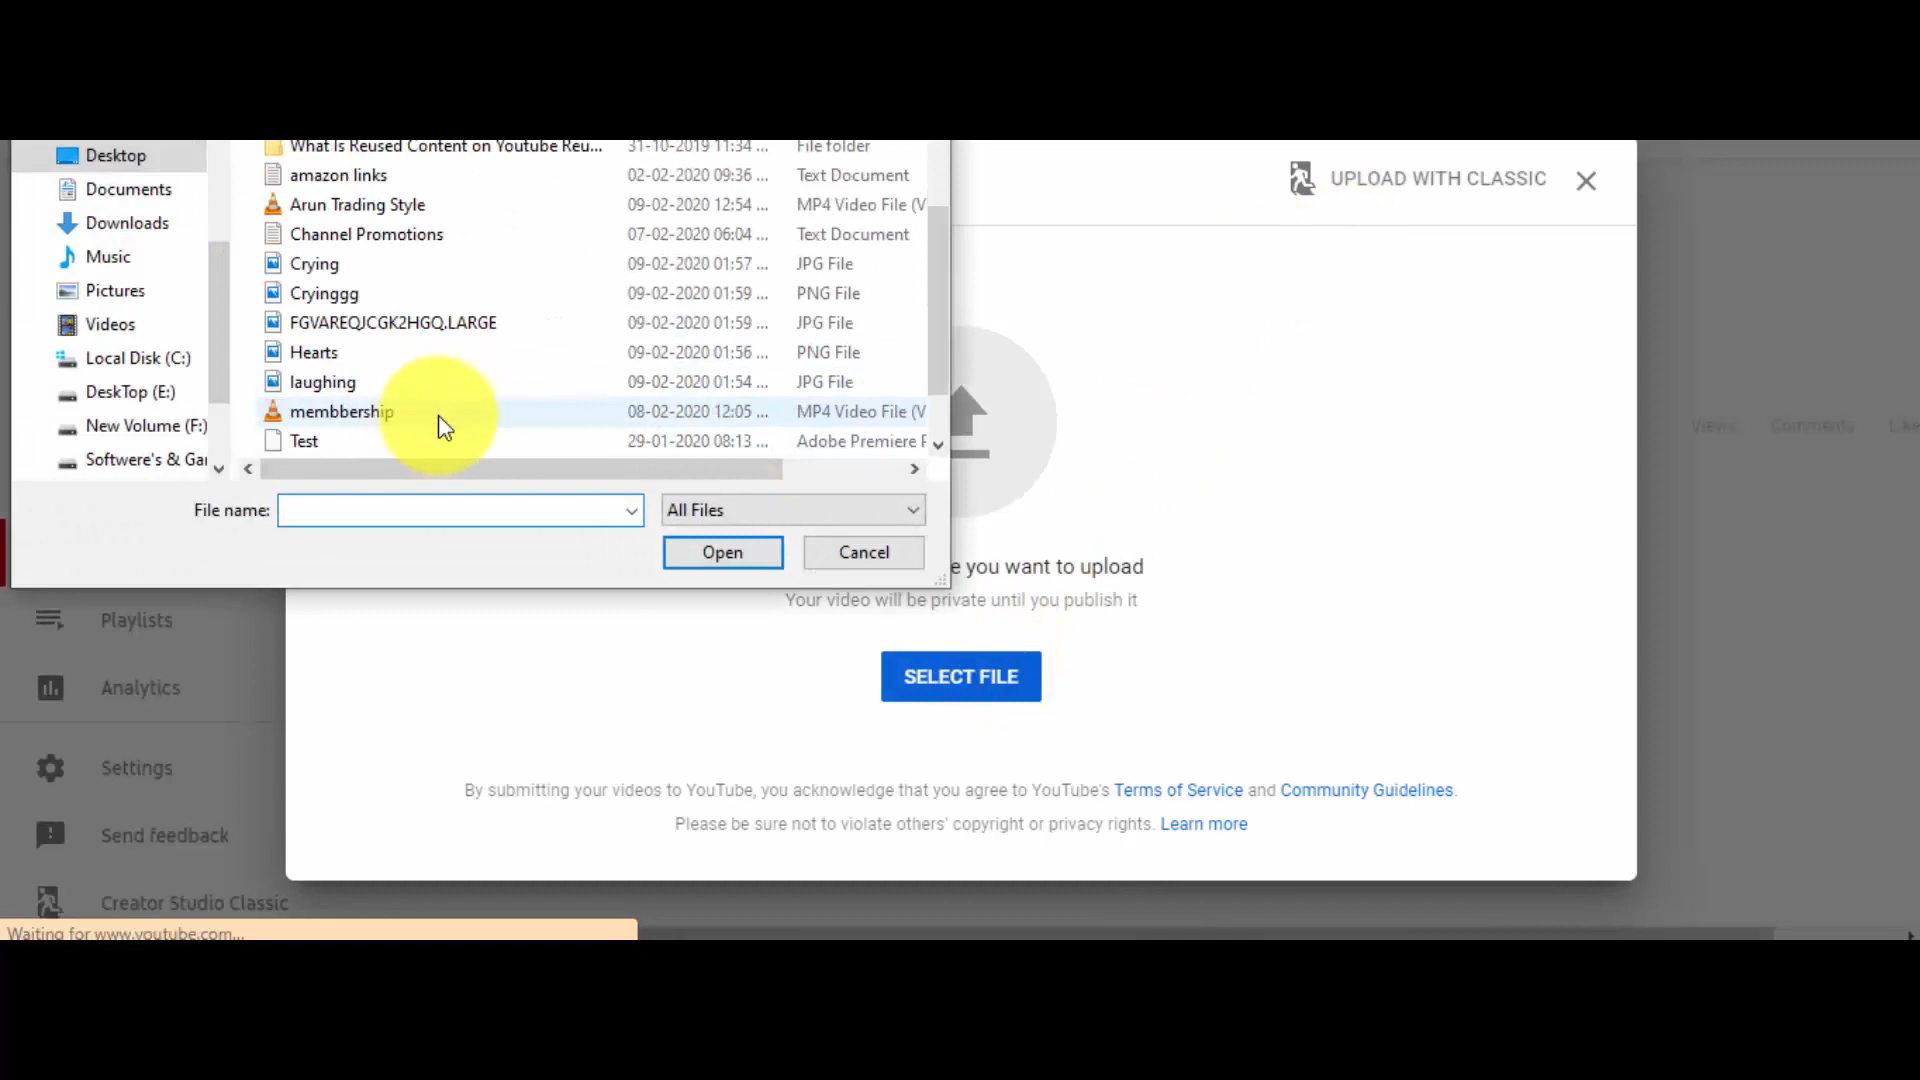 Desktop
Documents
Downloads
Music
Pictures
Videos
Local Disk (C:)
DeskTop (E:)
New Volume (F:)
Softwere's & Gar
What Is Reused Content on Youtube Reu... 31-10-2019 11:34 ... File folder
amazon links 02-02-2020 09:36 ... Text Document
Arun Trading Style 09-02-2020 12:54 ... MP4 Video File (V
Channel Promotions 07-02-2020 06:04 ... Text Document
Crying 09-02-2020 01:57 ... JPG File
Cryinggg 09-02-2020 01:59 ... PNG File
FGVAREQJCGK2HGQ.LARGE 09-02-2020 01:59 ... JPG File
Hearts 09-02-2020 01:56 ... PNG File
laughing 09-02-2020 01:54 ... JPG File
membbership 08-02-2020 12:05 ... MP4 Video File (V
Test 29-01-2020 08:13 ... Adobe Premiere P
File name: All Files
Open Cancel
UPLOAD WITH CLASSIC
Views Comments Like
e you want to upload
Your video will be private until you publish it
SELECT FILE
By submitting your videos to YouTube, you acknowledge that you agree to YouTube's Terms of Service and Community Guidelines.
Please be sure not to violate others' copyright or privacy rights. Learn more
Playlists
Analytics
Settings
Send feedback
Creator Studio Classic
Waiting for www.youtube.com...